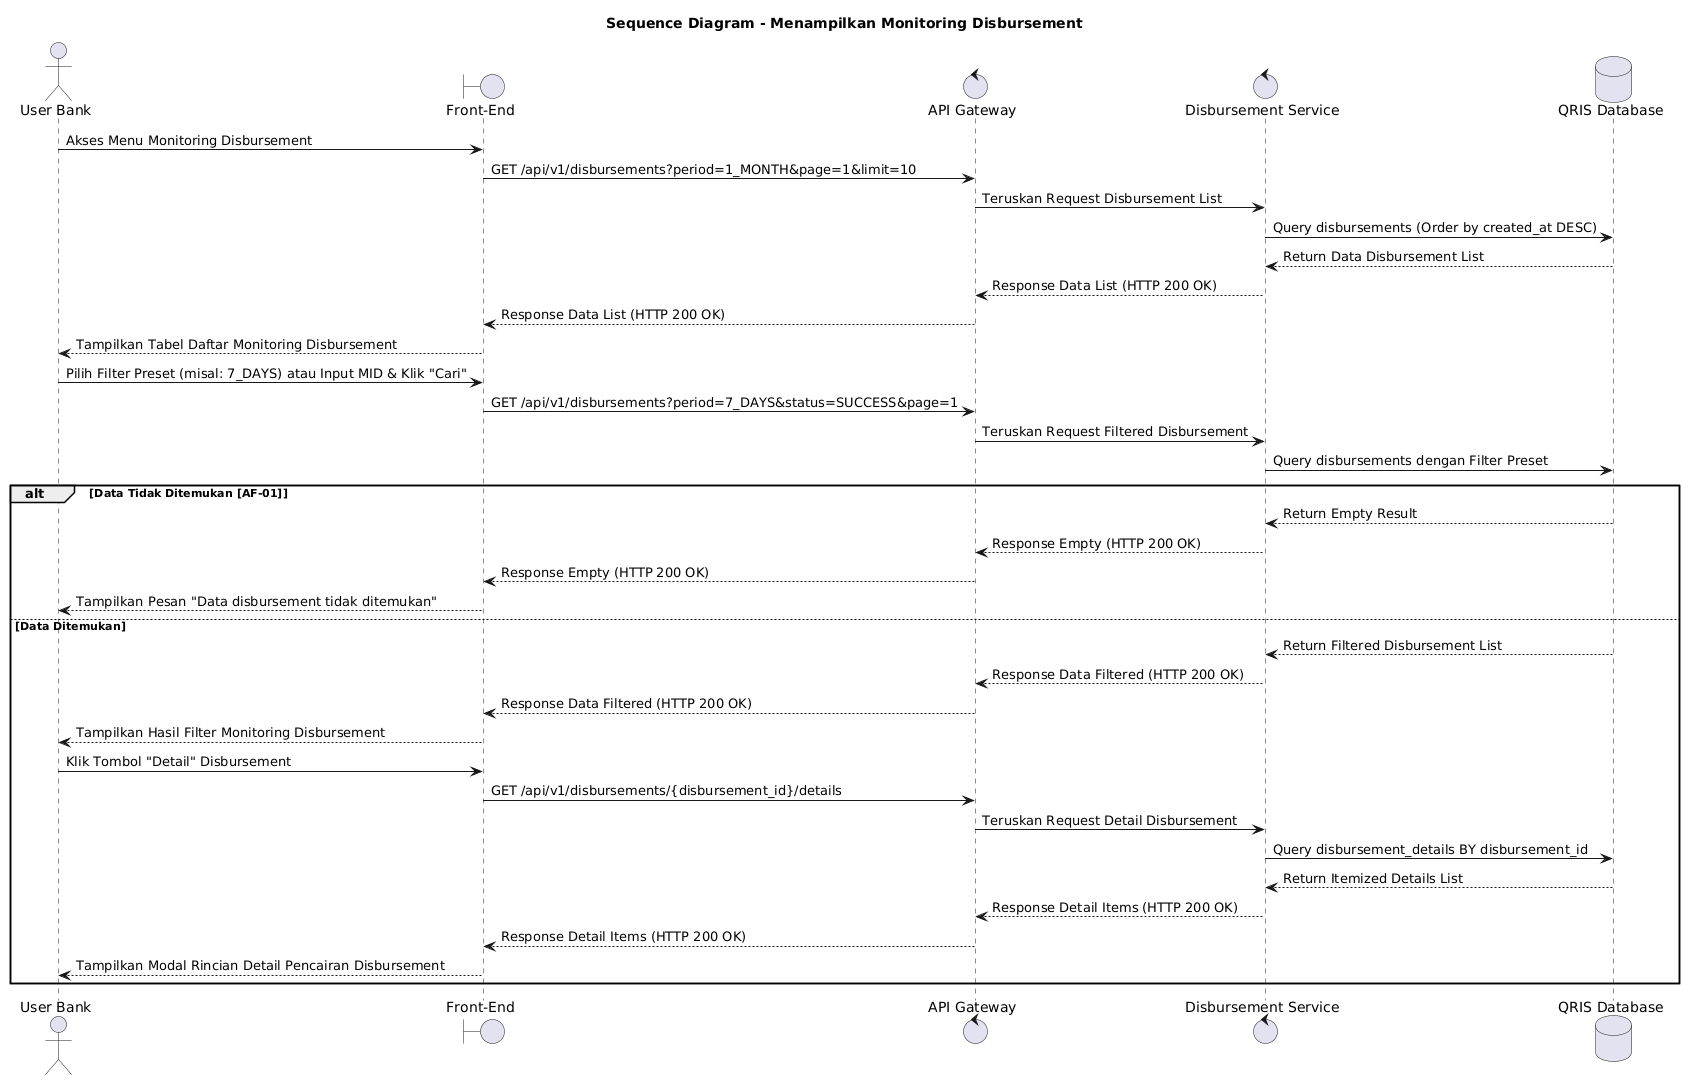 Sequence Diagram - Menampilkan Monitoring Disbursement
User Bank
Front-End
API Gateway
Disbursement Service
QRIS Database
Akses Menu Monitoring Disbursement
GET /api/v1/disbursements?period=1_MONTH&page=1&limit=10
Teruskan Request Disbursement List
Query disbursements (Order by created_at DESC)
Return Data Disbursement List
Response Data List (HTTP 200 OK)
Response Data List (HTTP 200 OK)
Tampilkan Tabel Daftar Monitoring Disbursement
Pilih Filter Preset (misal: 7_DAYS) atau Input MID & Klik "Cari"
GET /api/v1/disbursements?period=7_DAYS&status=SUCCESS&page=1
Teruskan Request Filtered Disbursement
Query disbursements dengan Filter Preset
alt
[Data Tidak Ditemukan [AF-01]]
Return Empty Result
Response Empty (HTTP 200 OK)
Response Empty (HTTP 200 OK)
Tampilkan Pesan "Data disbursement tidak ditemukan"
[Data Ditemukan]
Return Filtered Disbursement List
Response Data Filtered (HTTP 200 OK)
Response Data Filtered (HTTP 200 OK)
Tampilkan Hasil Filter Monitoring Disbursement
Klik Tombol "Detail" Disbursement
GET /api/v1/disbursements/{disbursement_id}/details
Teruskan Request Detail Disbursement
Query disbursement_details BY disbursement_id
Return Itemized Details List
Response Detail Items (HTTP 200 OK)
Response Detail Items (HTTP 200 OK)
Tampilkan Modal Rincian Detail Pencairan Disbursement
User Bank
Front-End
API Gateway
Disbursement Service
QRIS Database